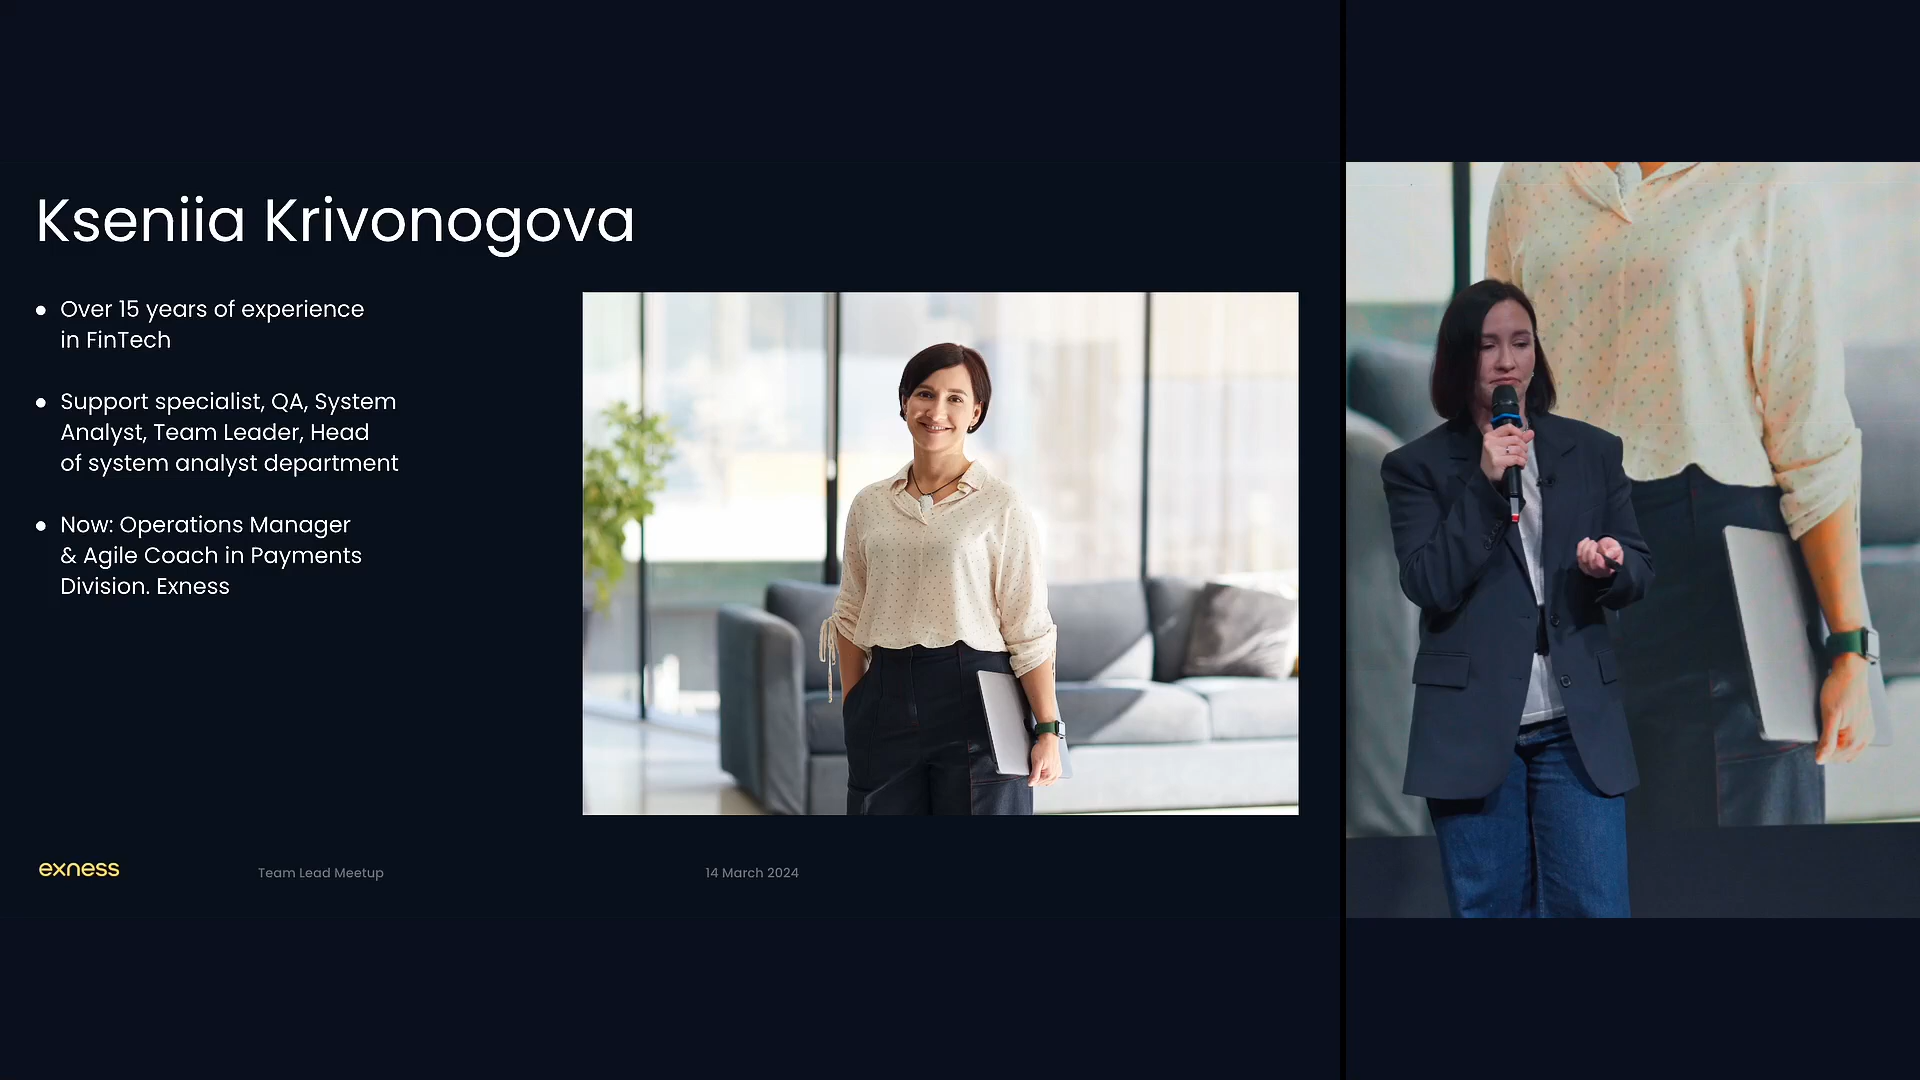 Kseniia Krivonogova
● Over 15 years of experience
in FinTech
● Support specialist, QA, System
Analyst, Team Leader, Head
of system analyst department
● Now: Operations Manager
& Agile Coach in Payments
Division. Exness
exness
Team Lead Meetup
14 March 2024